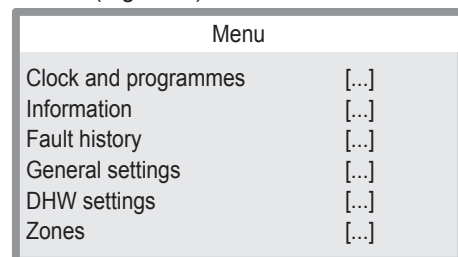 Menu
Clock and programmes [...]
Information [...]
Fault history [...]
General settings [...]
DHW settings [...]
Zones [...]